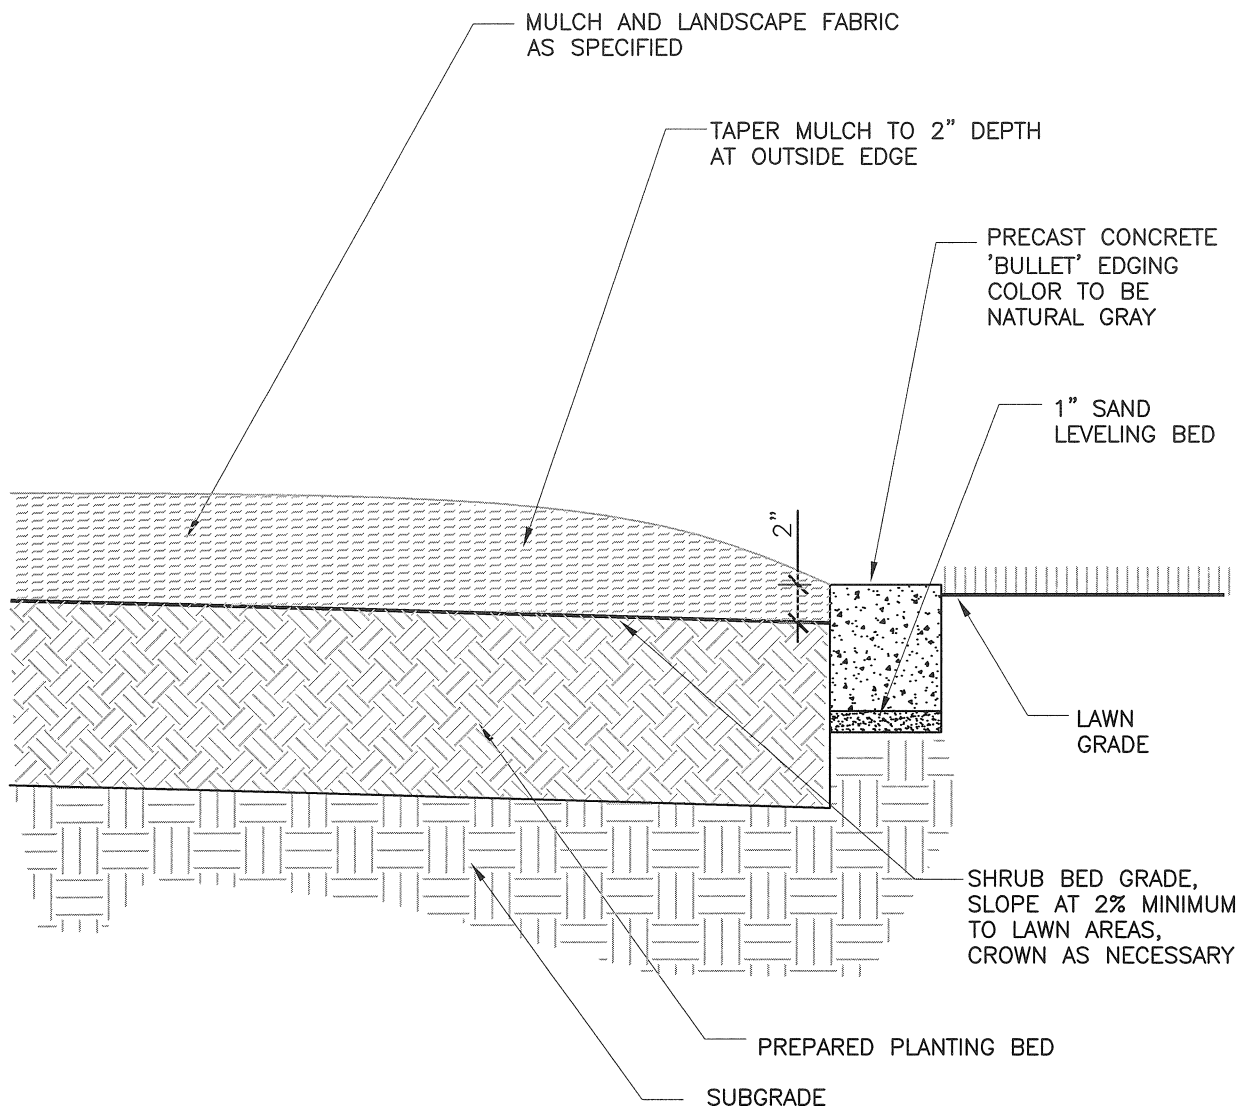 MULCH AND LANDSCAPE FABRIC
AS SPECIFIED
TAPER MULCH TO 2” DEPTH
AT OUTSIDE EDGE
PRECAST CONCRETE
'BULLET' EDGING
COLOR TO BE
NATURAL GRAY
1” SAND
LEVELING BED
2”
LAWN
GRADE
SHRUB BED GRADE,
SLOPE AT 2% MINIMUM
TO LAWN AREAS,
CROWN AS NECESSARY
PREPARED PLANTING BED
SUBGRADE